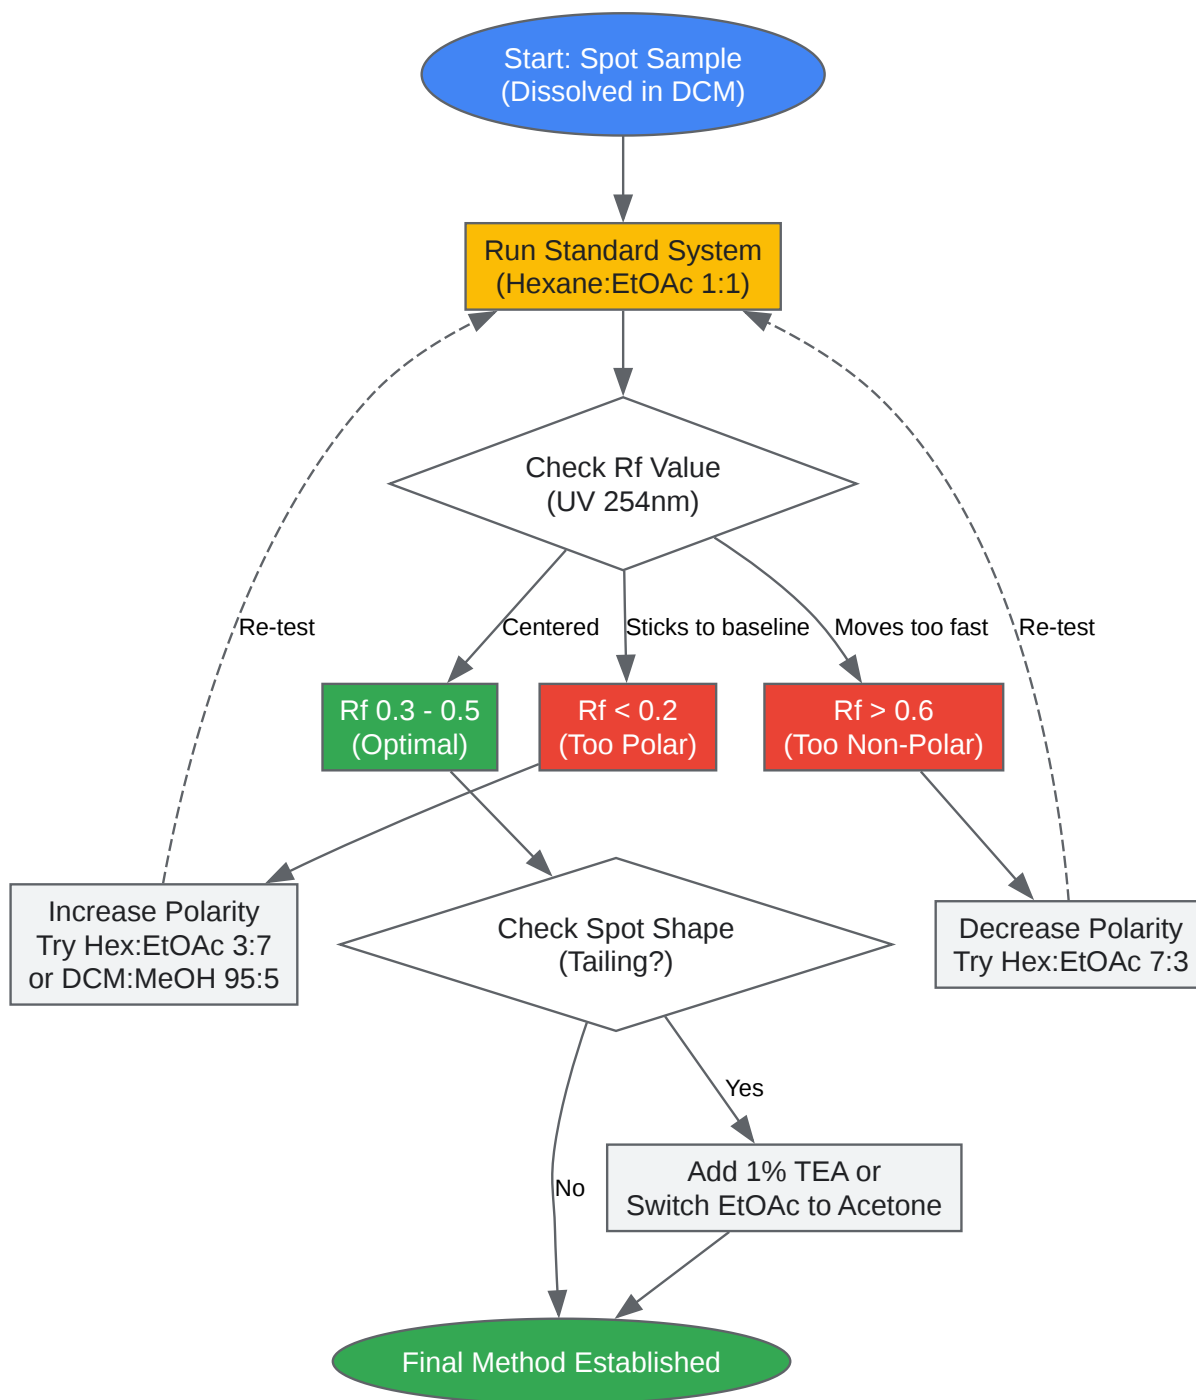 Start: Spot Sample
(Dissolved in DCM)
Run Standard System
(Hexane:EtOAc 1:1)
Check Rf Value
(UV 254nm)
Re-test
Centered
Sticks to baseline
Moves too fast
Re-test
Rf 0.3 - 0.5
(Optimal)
Rf < 0.2
(Too Polar)
Rf > 0.6
(Too Non-Polar)
Increase Polarity
Try Hex:EtOAc 3:7
or DCM:MeOH 95:5
Check Spot Shape
(Tailing?)
Decrease Polarity
Try Hex:EtOAc 7:3
Yes
No
Add 1% TEA or
Switch EtOAc to Acetone
Final Method Established